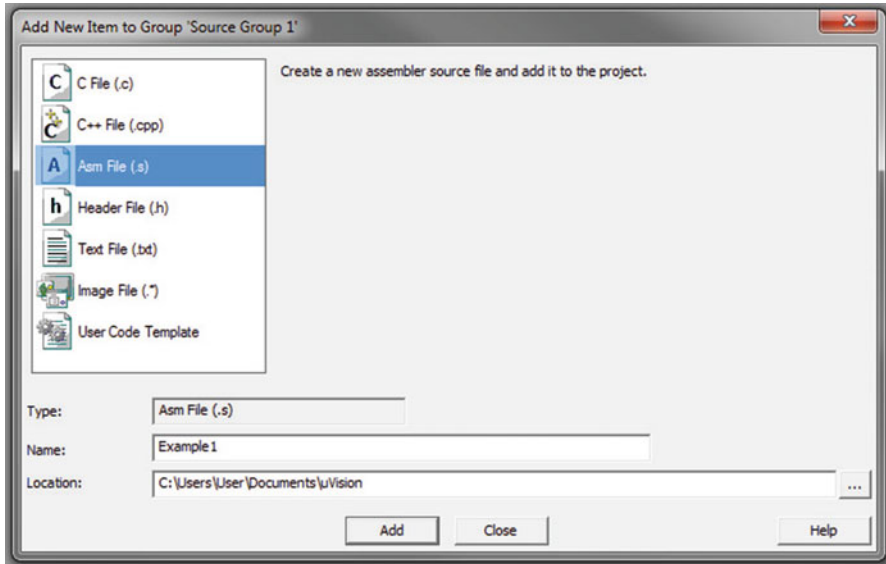 Add New Item to Group 'Source Group 1'
C File (.c)
C++ File (.cpp)
Asm File (.s)
Header File (.h)
Text File (.txt)
Image File (.*)
User Code Template
Create a new assembler source file and add it to the project.
Type: Asm File (.s)
Name: Example1
Location: C:\Users\User\Documents\µVision ...
Add Close Help